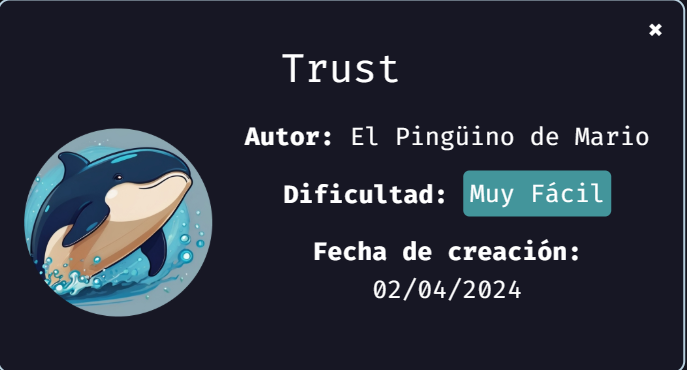 ✖
Trust
Autor: El Pingüino de Mario
Dificultad: Muy Fácil
Fecha de creación:
02/04/2024